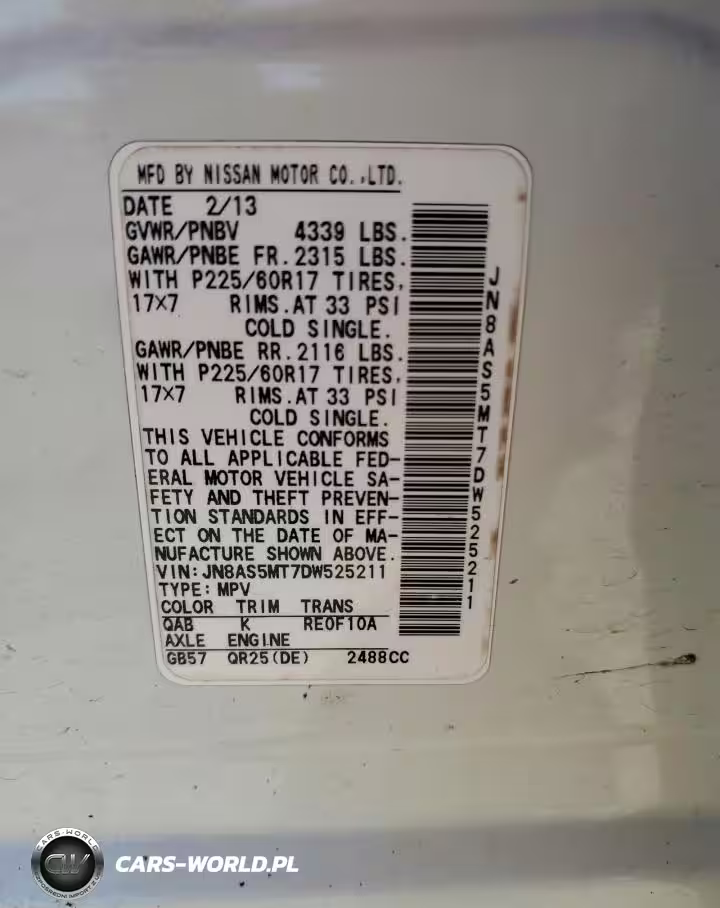 MFD BY NISSAN MOTOR CO.,LTD.
DATE 2/13
GVWR/PNBV 4339 LBS.
GAWR/PNBE FR.2315 LBS.
WITH P225/60R17 TIRES,
17×7 RIMS.AT 33 PSI
COLD SINGLE.
GAWR/PNBE RR.2116 LBS.
WITH P225/60R17 TIRES,
17×7 RIMS.AT 33 PSI
COLD SINGLE.
THIS VEHICLE CONFORMS
TO ALL APPLICABLE FED-
ERAL MOTOR VEHICLE SA-
FETY AND THEFT PREVEN-
TION STANDARDS IN EFF-
ECT ON THE DATE OF MA-
NUFACTURE SHOWN ABOVE.
VIN:JN8AS5MT7DW525211
TYPE:MPV
COLOR TRIM TRANS
QAB K RE0F10A
AXLE ENGINE
GB57 QR25(DE) 2488CC
JN8AS5MT7DW525211
CARS-WORLD
CW
CARS-WORLD.PL